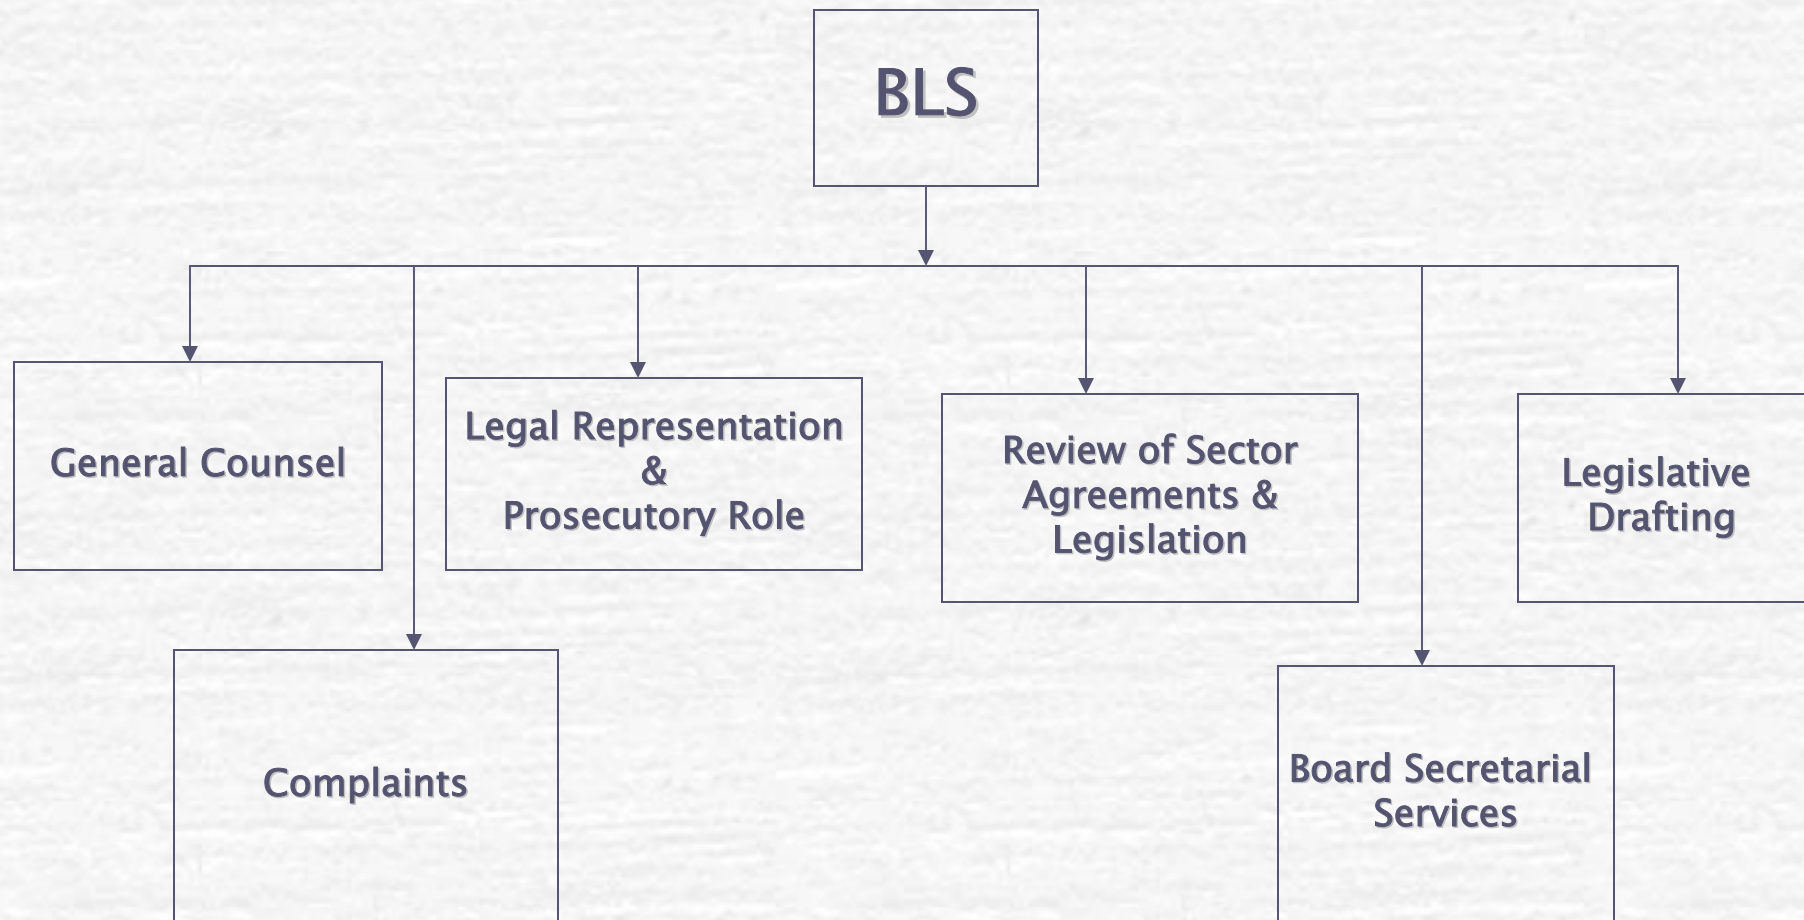 BLS
General Counsel
Legal Representation
&
Prosecutory Role
Review of Sector
Agreements &
Legislation
Legislative
Drafting
Complaints
Board Secretarial
Services